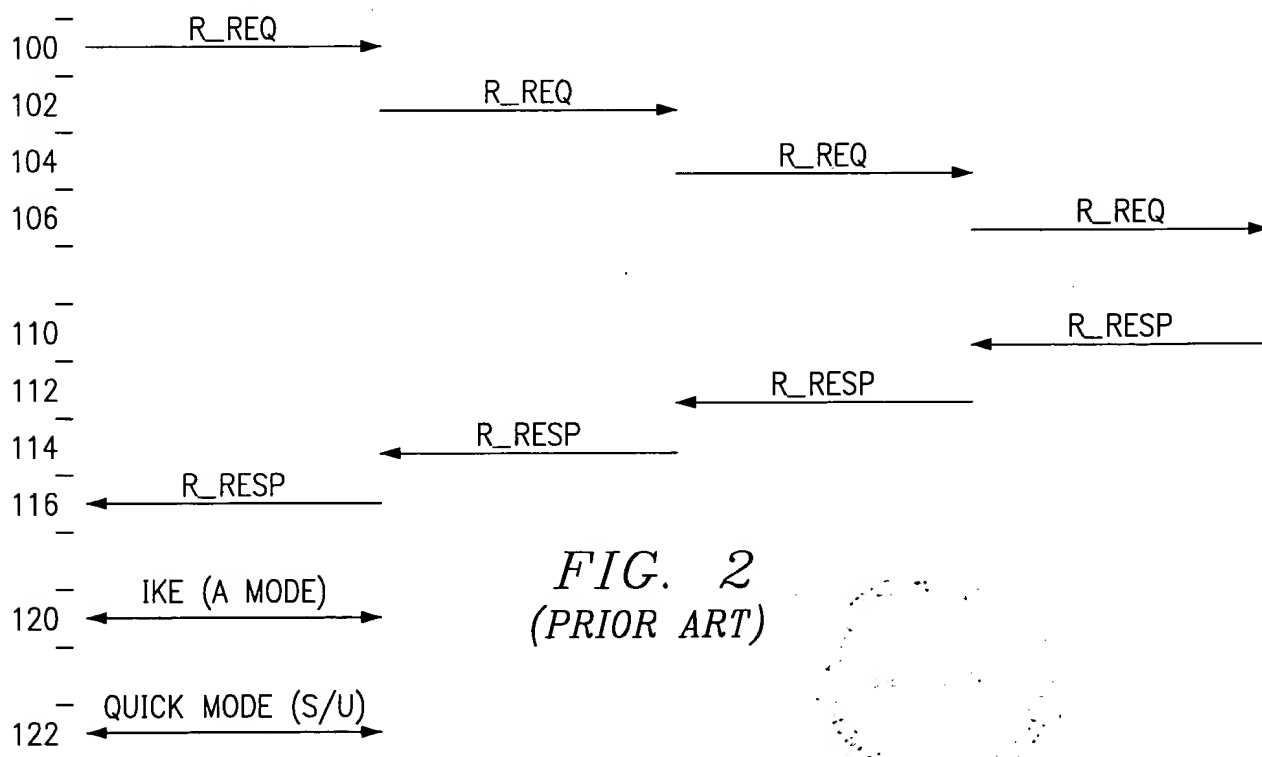 100 R_REQ
102 R_REQ
104 R_REQ
106 R_REQ
110 R_RESP
112 R_RESP
114 R_RESP
116 R_RESP
FIG. 2
(PRIOR ART)
120 IKE (A MODE)
122 QUICK MODE (S/U)